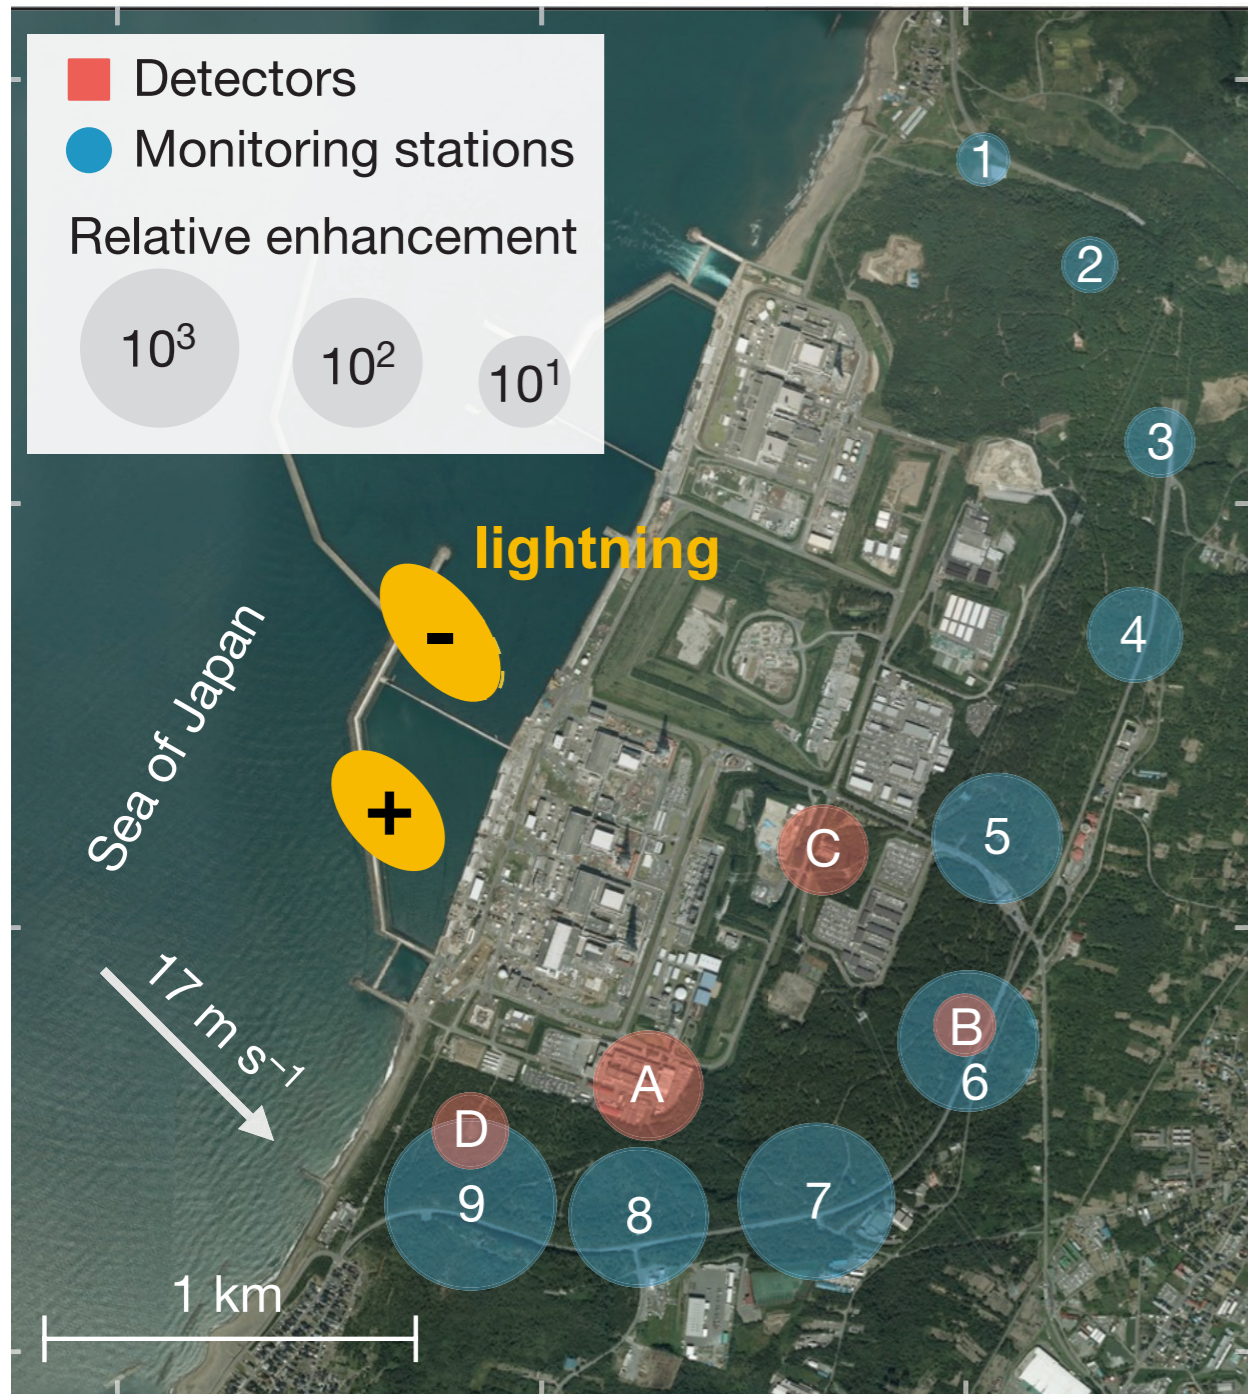 Detectors
Monitoring stations
Relative enhancement
10³ 10² 10¹
1
2
3
lightning
-
4
Sea of Japan
+
C
5
17 m s⁻¹
B
6
A
D
9
8
7
1 km